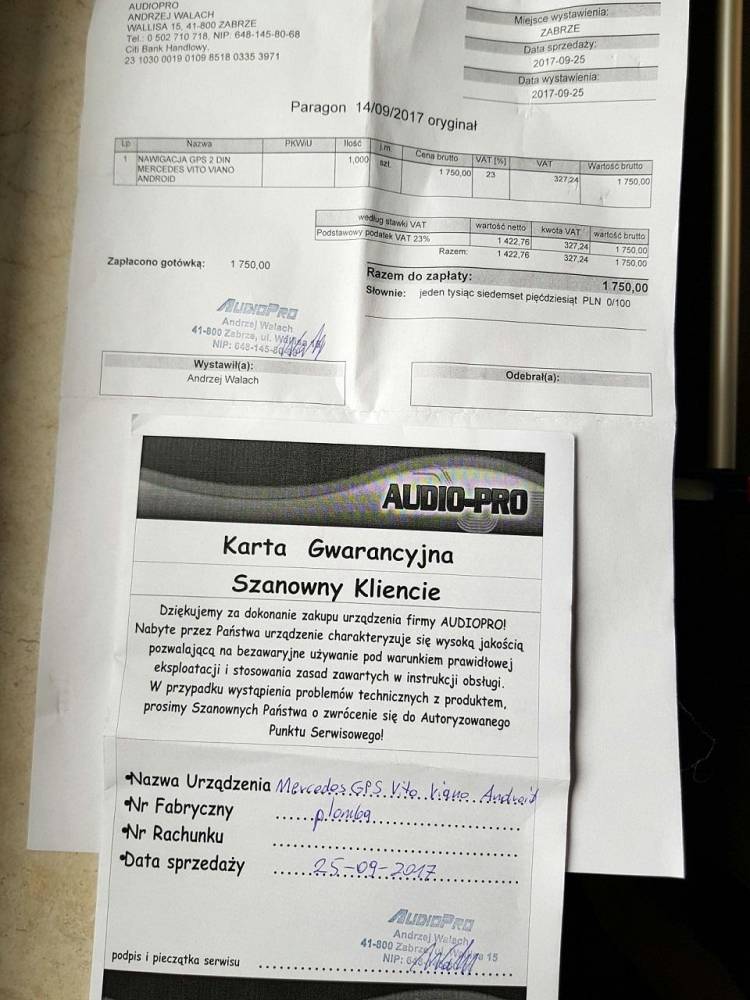 AUDIOPRO
ANDRZEJ WALACH
WALLISA 15, 41-800 ZABRZE
Tel.: 0 502 710 718, NIP: 648-145-80-68
Citi Bank Handlowy,
23 1030 0019 0109 8518 0335 3971
Miejsce wystawienia:
ZABRZE
Data sprzedaży:
2017-09-25
Data wystawienia:
2017-09-25
Paragon 14/09/2017 oryginał
Lp Nazwa PKWiU Ilość j.m. Cena brutto VAT [%] VAT Wartość brutto
1 NAWIGACJA GPS 2 DIN 1,000 szt. 1 750,00 23 327,24 1 750,00
MERCEDES VITO VIANO
ANDROID
według stawki VAT wartość netto kwota VAT wartość brutto
Podstawowy podatek VAT 23% 1 422,76 327,24 1 750,00
Razem: 1 422,76 327,24 1 750,00
Zapłacono gotówką: 1 750,00
Razem do zapłaty: 1 750,00
Słownie: jeden tysiąc siedemset pięćdziesiąt PLN 0/100
AUDIOPRO
Andrzej Walach
41-800 Zabrze, ul.
NIP: 648-145-80
Wystawił(a):
Andrzej Walach
Odebrał(a):
AUDIO-PRO
Karta Gwarancyjna
Szanowny Kliencie
Dziękujemy za dokonanie zakupu urządzenia firmy AUDIOPRO!
Nabyte przez Państwa urządzenie charakteryzuje się wysoką jakością
pozwalającą na bezawaryjne używanie pod warunkiem prawidłowej
eksploatacji i stosowania zasad zawartych w instrukcji obsługi.
W przypadku wystąpienia problemów technicznych z produktem,
prosimy Szanownych Państwa o zwrócenie się do Autoryzowanego
Punktu Serwisowego!
•Nazwa Urządzenia Mercedes GPS Vito Viano Android
•Nr Fabryczny plomba
•Nr Rachunku
•Data sprzedaży 25-09-2017
AUDIOPRO
Andrzej Walach
41-800 Zabrze, 15
NIP:
podpis i pieczątka serwisu